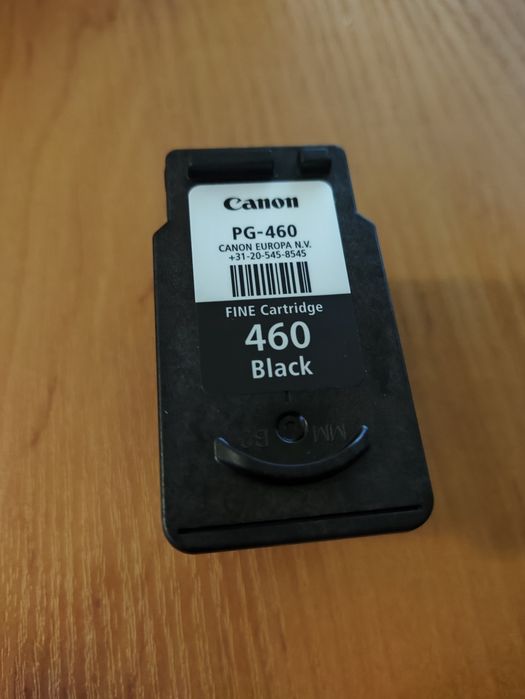 Canon
PG-460
CANON EUROPA N.V.
+31-20-545-8545
FINE Cartridge
460
Black